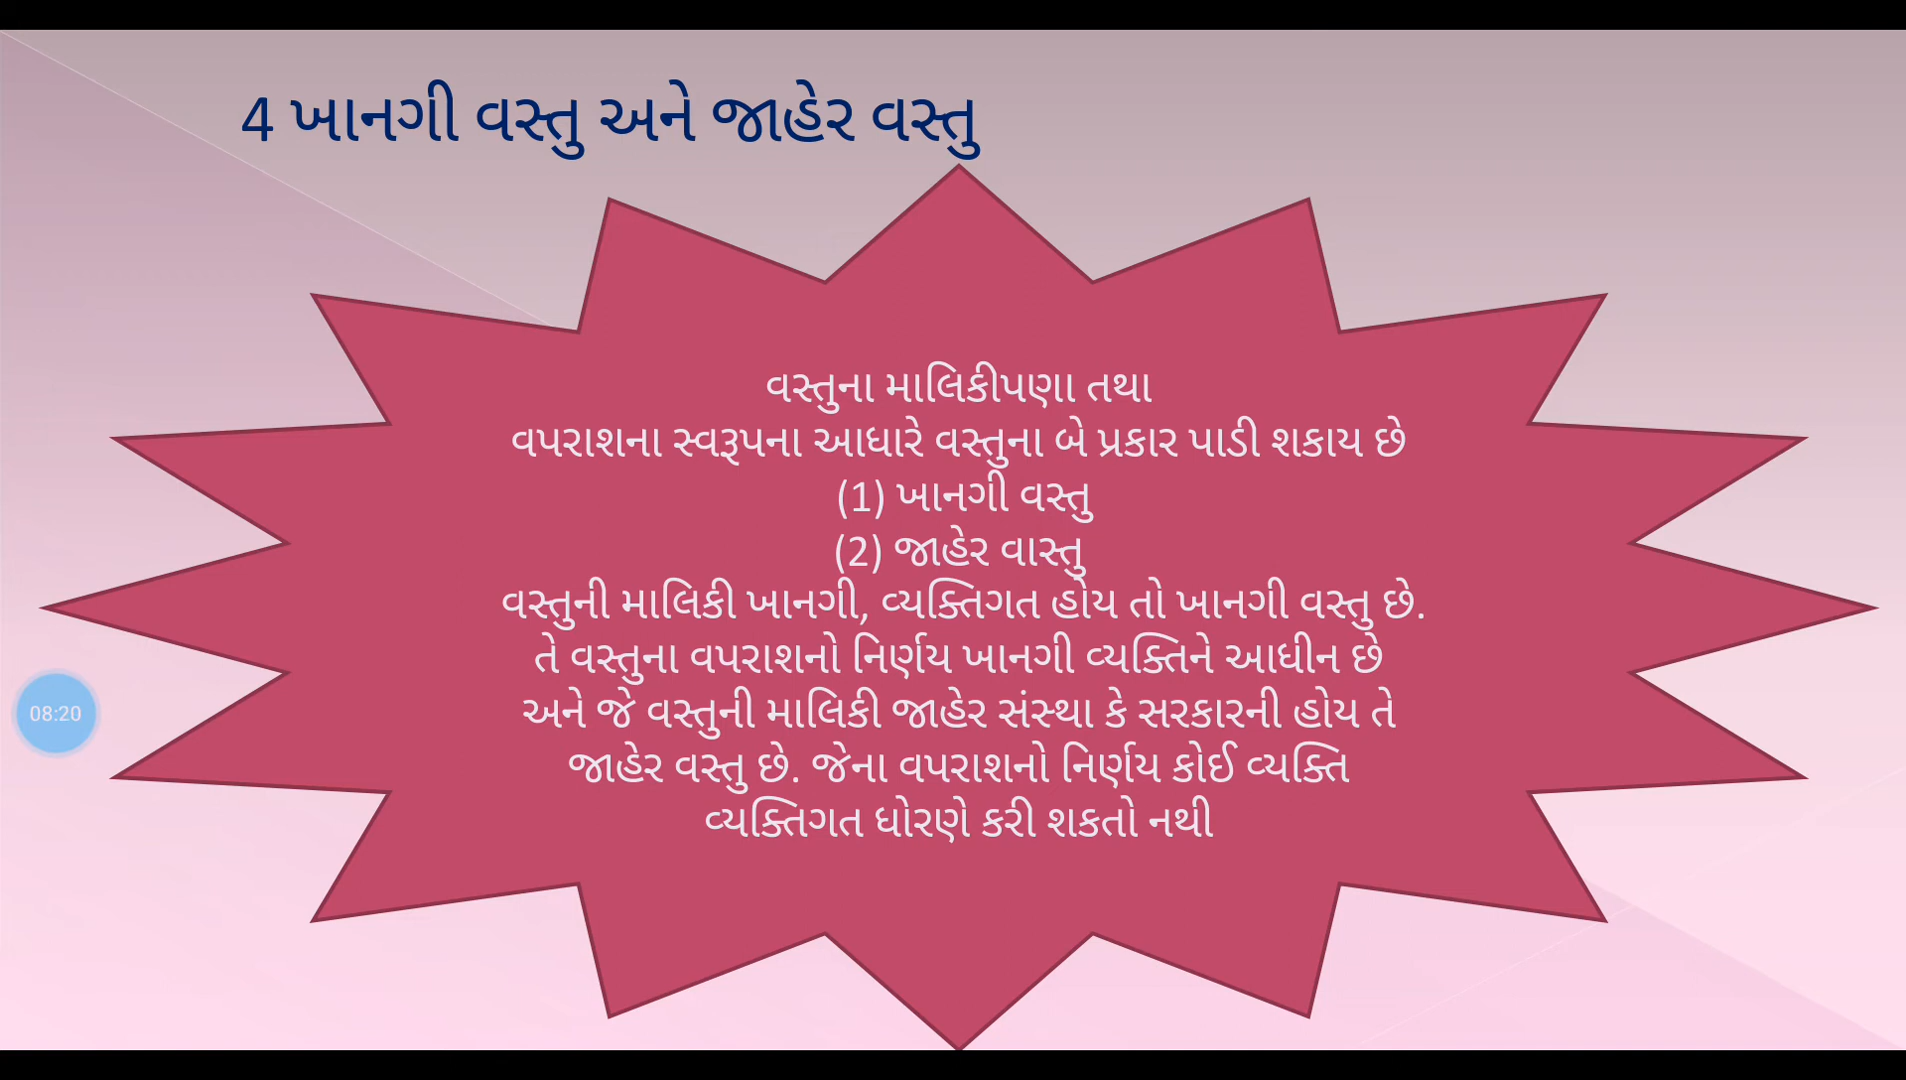 4 ખાનગી વસ્તુ અને જાહેર વસ્તુ
વસ્તુના માલિકીપણા તથા
વપરાશના સ્વરૂપના આધારે વસ્તુના બે પ્રકાર પાડી શકાય છે
(1) ખાનગી વસ્તુ
(2) જાહેર વાસ્તુ
વસ્તુની માલિકી ખાનગી, વ્યક્તિગત હોય તો ખાનગી વસ્તુ છે.
તે વસ્તુના વપરાશનો નિર્ણય ખાનગી વ્યક્તિને આધીન છે
અને જે વસ્તુની માલિકી જાહેર સંસ્થા કે સરકારની હોય તે
જાહેર વસ્તુ છે. જેના વપરાશનો નિર્ણય કોઈ વ્યક્તિ
વ્યક્તિગત ધોરણે કરી શકતો નથી
08:20